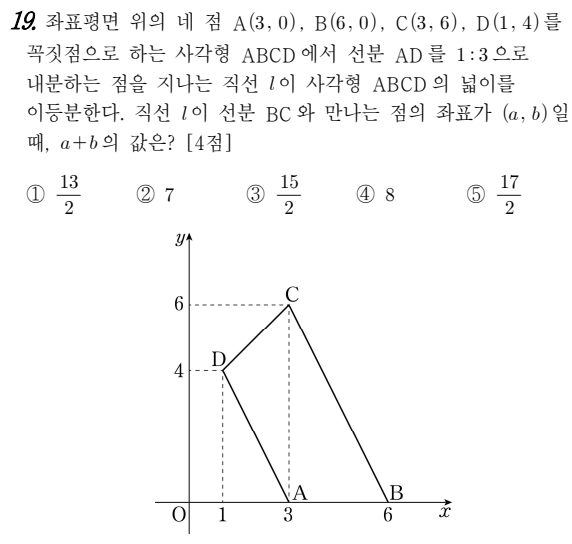 19. 좌표평면 위의 네 점 A(3, 0), B(6, 0), C(3, 6), D(1, 4)를
꼭짓점으로 하는 사각형 ABCD에서 선분 AD를 1:3으로
내분하는 점을 지나는 직선 l이 사각형 ABCD의 넓이를
이등분한다. 직선 l이 선분 BC와 만나는 점의 좌표가 (a, b)일
때, a+b의 값은? [4점]
① 13/2 ② 7 ③ 15/2 ④ 8 ⑤ 17/2
y
C
6
D
4
A B
O 1 3 6 x